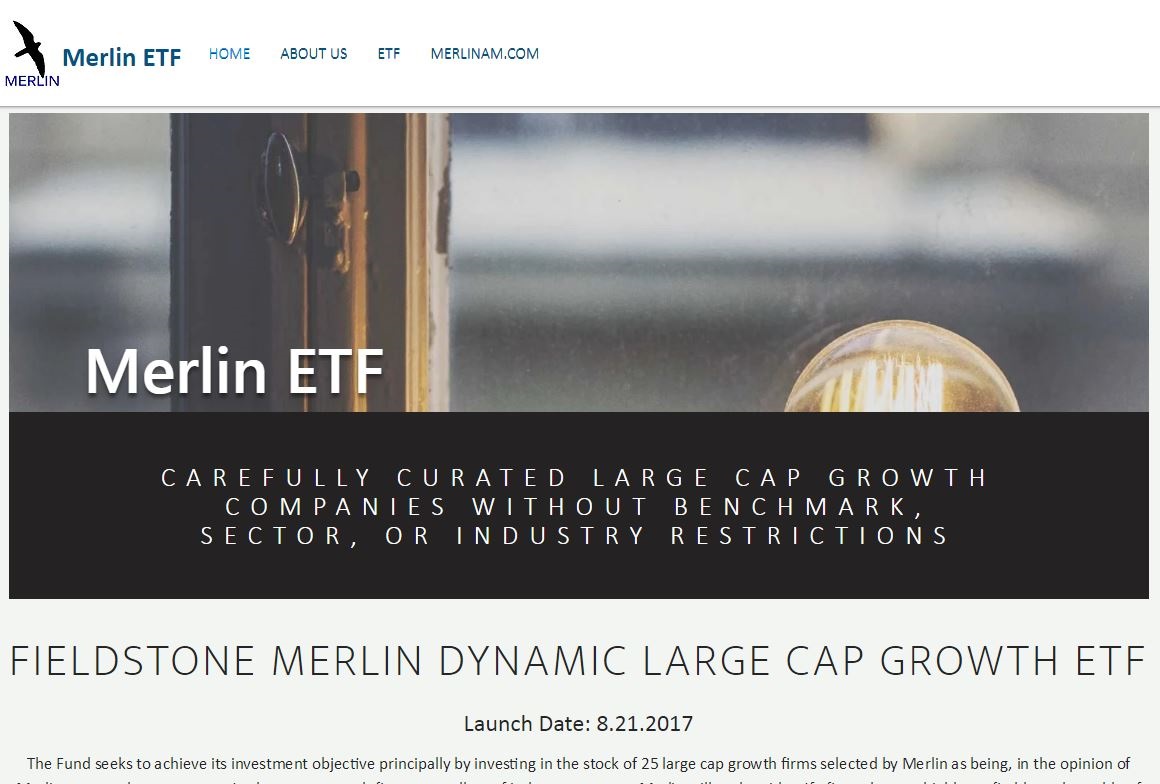 MERLIN
Merlin ETF
HOME
ABOUT US
ETF
MERLINAM.COM
Merlin ETF
CAREFULLY CURATED LARGE CAP GROWTH
COMPANIES WITHOUT BENCHMARK,
SECTOR, OR INDUSTRY RESTRICTIONS
FIELDSTONE MERLIN DYNAMIC LARGE CAP GROWTH ETF
Launch Date: 8.21.2017
The Fund seeks to achieve its investment objective principally by investing in the stock of 25 large cap growth firms selected by Merlin as being, in the opinion of